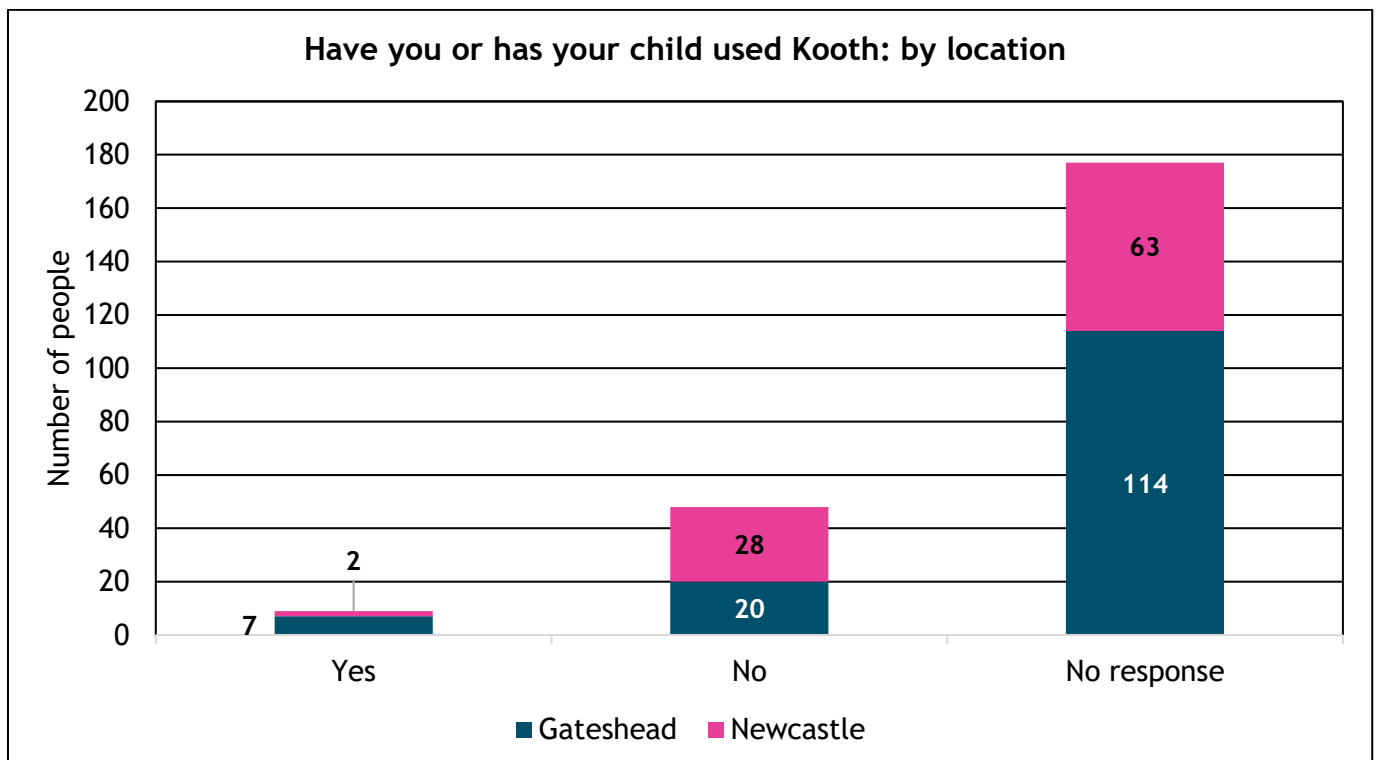 Have you or has your child used Kooth: by location
Number of people
200
180
160
140
120
100
80
60
40
20
0
2
7
28
20
63
114
Yes
No
No response
Gateshead
Newcastle